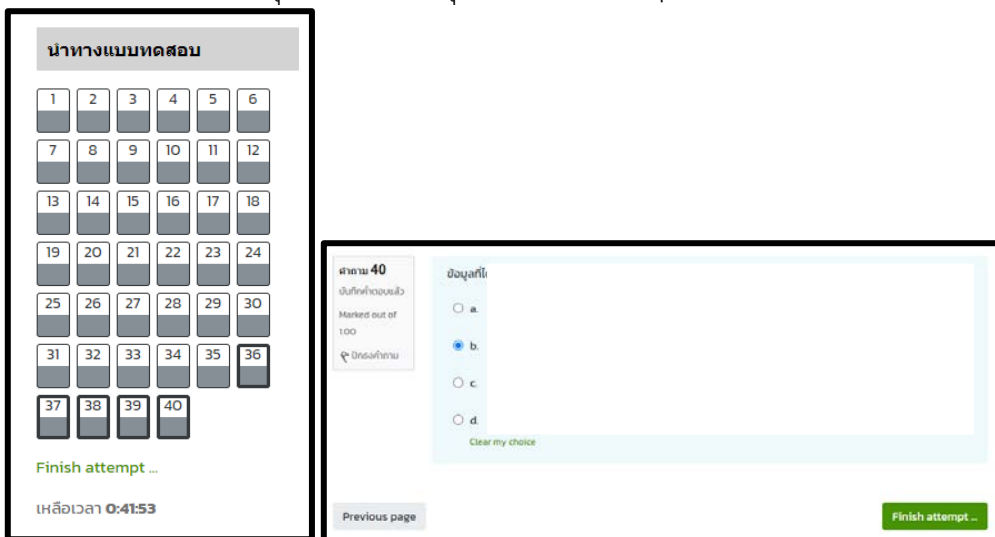 นำทางแบบทดสอบ
1 2 3 4 5 6
7 8 9 10 11 12
13 14 15 16 17 18
19 20 21 22 23 24
25 26 27 28 29 30
31 32 33 34 35 36
37 38 39 40
Finish attempt ...
เหลือเวลา 0:41:53
คำถาม 40
บันทึกคำตอบแล้ว
Marked out of
1.00
ปักธงคำถาม
ข้อมูลที่
a.
b.
c.
d.
Clear my choice
Previous page
Finish attempt ...